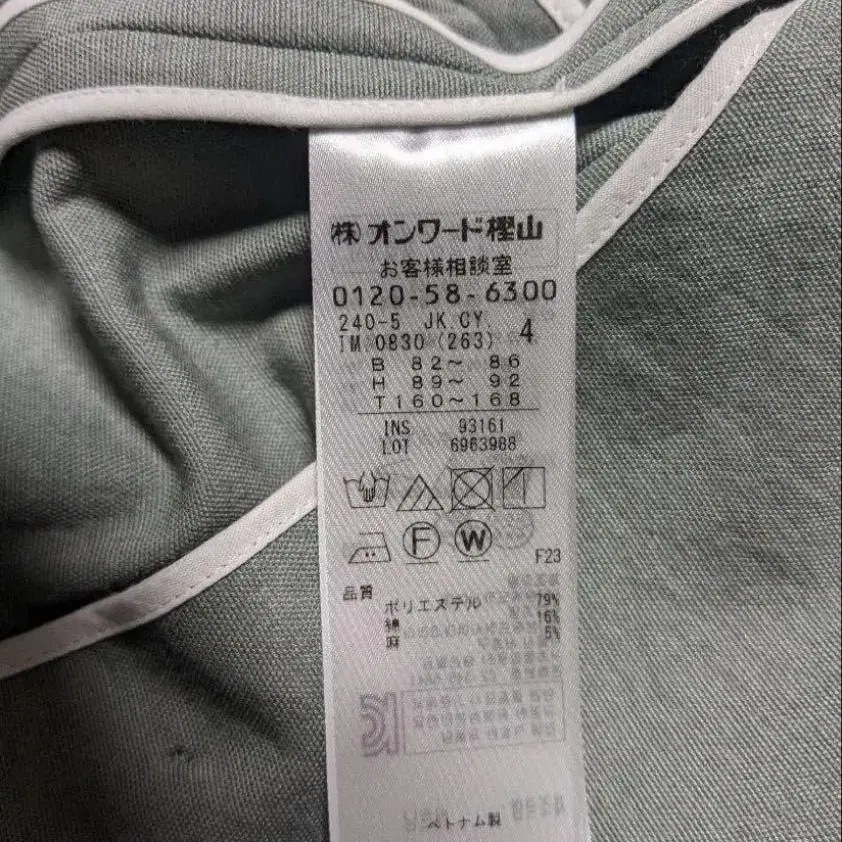 (株)オンワード樫山
お客様相談室
0120-58-6300
240-5 JK.CY
IM 0830 (263) 4
B 82〜 86
H 89〜 92
T160〜168
INS 93161
LOT 6963988
F W
F23
品質
ポリエステル 79%
綿 16%
麻 5%
ベトナム製